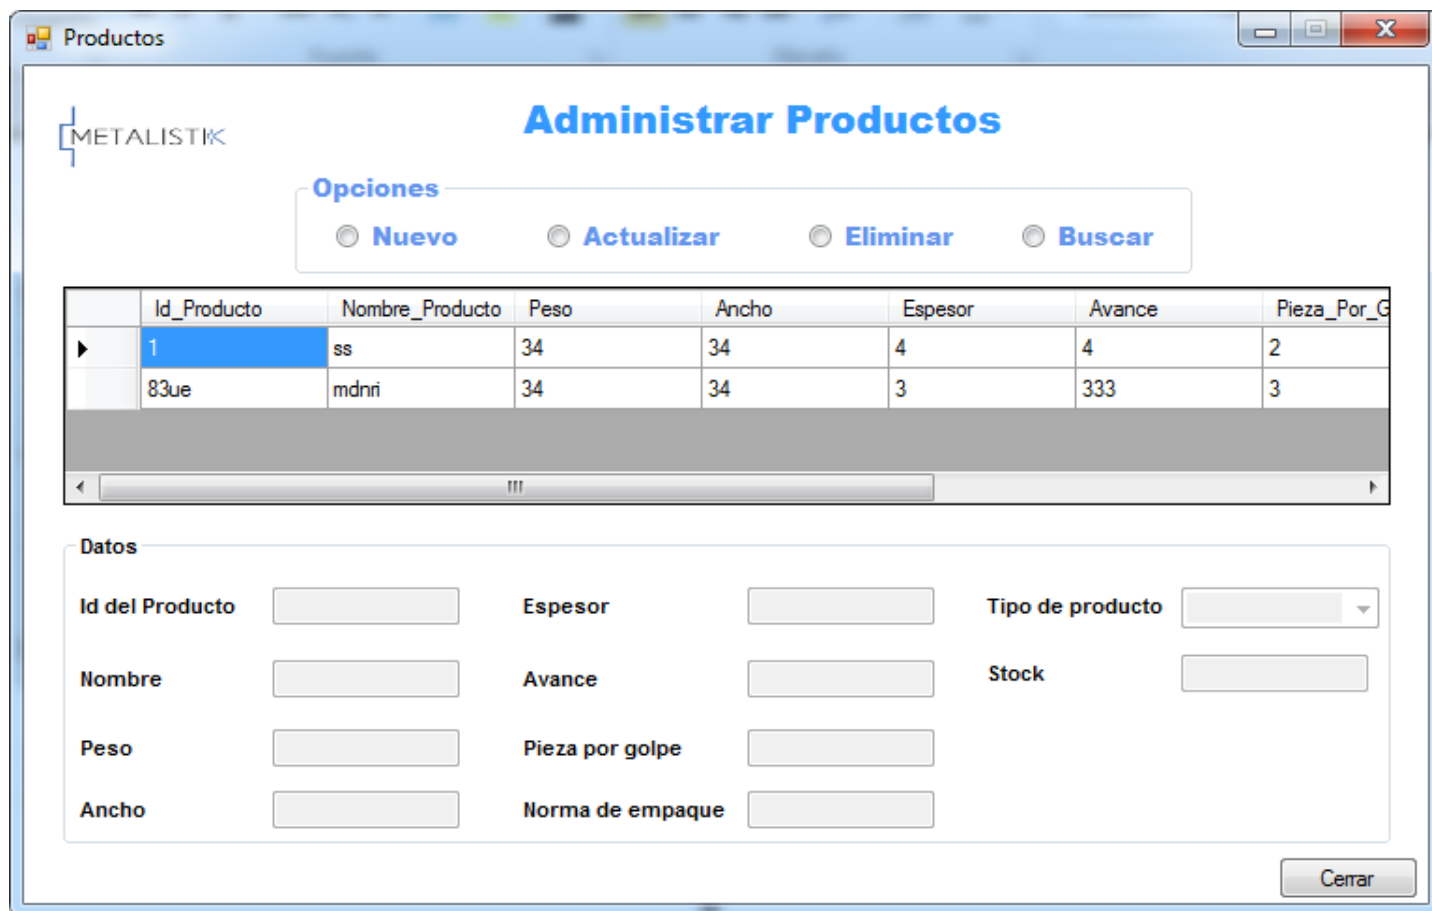 Productos
METALISTIK
Administrar Productos
Opciones
Nuevo Actualizar Eliminar Buscar
Id_Producto Nombre_Producto Peso Ancho Espesor Avance Pieza_Por_G
1 ss 34 34 4 4 2
83ue mdnri 34 34 3 333 3
Datos
Id del Producto Espesor Tipo de producto
Nombre Avance Stock
Peso Pieza por golpe
Ancho Norma de empaque
Cerrar